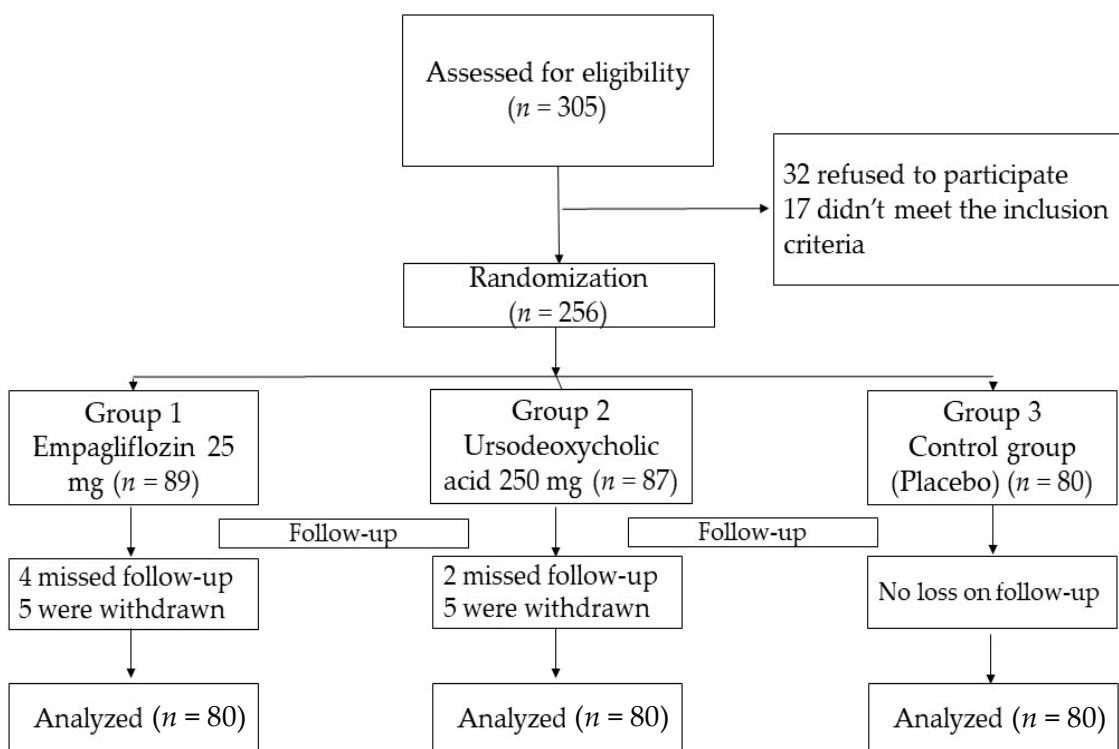 Assessed for eligibility
(n = 305)
32 refused to participate
17 didn't meet the inclusion
criteria
Randomization
(n = 256)
Group 1
Empagliflozin 25
mg (n = 89)
Group 2
Ursodeoxycholic
acid 250 mg (n = 87)
Group 3
Control group
(Placebo) (n = 80)
Follow-up
Follow-up
4 missed follow-up
5 were withdrawn
2 missed follow-up
5 were withdrawn
No loss on follow-up
Analyzed (n = 80)
Analyzed (n = 80)
Analyzed (n = 80)